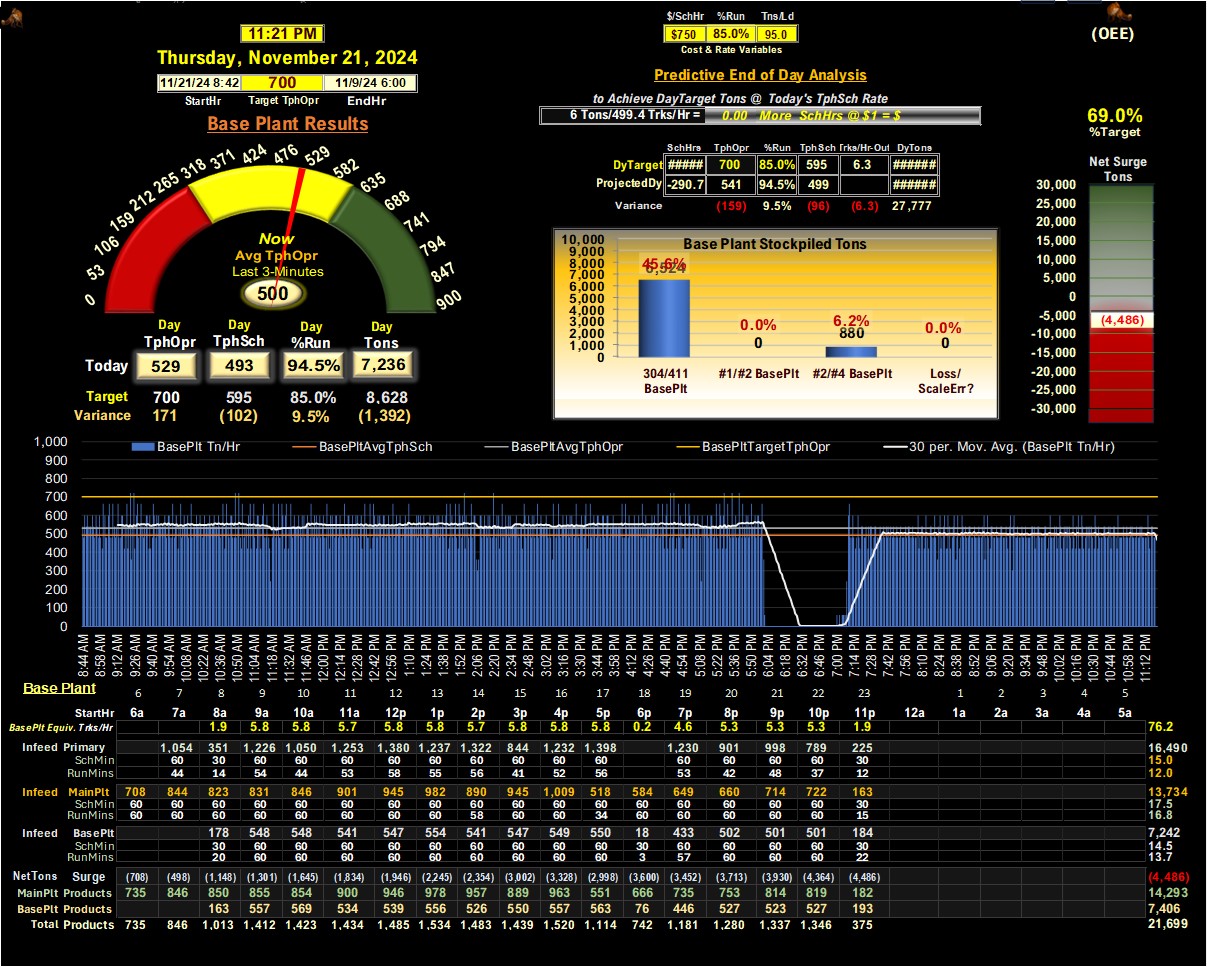 11:21 PM
Thursday, November 21, 2024
11/21/24 8:42 700 11/9/24 6:00
StartHr Target TphOpr EndHr
Base Plant Results
0 53 106 159 212 265 318 371 424 476 529 582 635 688 741 794 847 900
Now
Avg TphOpr
Last 3-Minutes
500
Day TphOpr Day TphSch Day %Run Day Tons
Today 529 493 94.5% 7,236
Target 700 595 85.0% 8,628
Variance 171 (102) 9.5% (1,392)
$/SchHr %Run Tns/Ld
$750 85.0% 95.0
Cost & Rate Variables
Predictive End of Day Analysis
to Achieve DayTarget Tons @ Today's TphSch Rate
6 Tons/499.4 Trks/Hr = 0.00 More SchHrs @ $1 = $
SchHrs TphOpr %Run TphSch Trks/Hr-Out DyTons
DyTarget ##### 700 85.0% 595 6.3 ######
ProjectedDy -290.7 541 94.5% 499 ######
Variance (159) 9.5% (96) (6.3) 27,777
Base Plant Stockpiled Tons
10,000
9,000
8,000
7,000
6,000
5,000
4,000
3,000
2,000
1,000
0
45.6% 0.0% 6.2% 0.0%
6,524 0 880 0
304/411 BasePlt #1/#2 BasePlt #2/#4 BasePlt Loss/ ScaleErr?
(OEE)
69.0%
%Target
Net Surge
Tons
30,000
25,000
20,000
15,000
10,000
5,000
0
-5,000
-10,000
-15,000
-20,000
-25,000
-30,000
(4,486)
BasePlt Tn/Hr BasePltAvgTphSch BasePltAvgTphOpr BasePltTargetTphOpr 30 per. Mov. Avg. (BasePlt Tn/Hr)
1,000
900
800
700
600
500
400
300
200
100
0
8:44 AM 8:58 AM 9:12 AM 9:26 AM 9:40 AM 9:54 AM 10:08 AM 10:22 AM 10:36 AM 10:50 AM 11:04 AM 11:18 AM 11:32 AM 11:46 AM 12:00 PM 12:14 PM 12:28 PM 12:42 PM 12:56 PM 1:10 PM 1:24 PM 1:38 PM 1:52 PM 2:06 PM 2:20 PM 2:34 PM 2:48 PM 3:02 PM 3:16 PM 3:30 PM 3:44 PM 3:58 PM 4:12 PM 4:26 PM 4:40 PM 4:54 PM 5:08 PM 5:22 PM 5:36 PM 5:50 PM 6:04 PM 6:18 PM 6:32 PM 6:46 PM 7:00 PM 7:14 PM 7:28 PM 7:42 PM 7:56 PM 8:10 PM 8:24 PM 8:38 PM 8:52 PM 9:06 PM 9:20 PM 9:34 PM 9:48 PM 10:02 PM 10:16 PM 10:30 PM 10:44 PM 10:58 PM 11:12 PM
Base Plant 6 7 8 9 10 11 12 13 14 15 16 17 18 19 20 21 22 23 1 2 3 4 5
StartHr 6a 7a 8a 9a 10a 11a 12p 1p 2p 3p 4p 5p 6p 7p 8p 9p 10p 11p 12a 1a 2a 3a 4a 5a
BasePlt Equiv. Trks/Hr 1.9 5.8 5.8 5.7 5.8 5.8 5.7 5.8 5.8 5.8 0.2 4.6 5.3 5.3 5.3 1.9 76.2
Infeed Primary 1,054 351 1,226 1,050 1,253 1,380 1,237 1,322 844 1,232 1,398 1,230 901 998 789 225 16,490
SchMin 60 30 60 60 60 60 60 60 60 60 60 60 60 60 60 30 15.0
RunMins 44 14 54 44 53 58 55 56 41 52 56 53 42 48 37 12 12.0
Infeed MainPlt 708 844 823 831 846 901 945 982 890 945 1,009 518 584 649 660 714 722 163 13,734
SchMin 60 60 60 60 60 60 60 60 60 60 60 60 60 60 60 60 60 30 17.5
RunMins 60 60 60 60 60 60 60 60 58 60 60 34 60 60 60 60 60 15 16.8
Infeed BasePlt 178 548 548 541 547 554 541 547 549 550 18 433 502 501 501 184 7,242
SchMin 30 60 60 60 60 60 60 60 60 60 30 60 60 60 60 30 14.5
RunMins 20 60 60 60 60 60 60 60 60 60 3 57 60 60 60 22 13.7
NetTons Surge (708) (498) (1,148) (1,301) (1,645) (1,834) (1,946) (2,245) (2,354) (3,002) (3,328) (2,998) (3,600) (3,452) (3,713) (3,930) (4,364) (4,486) (4,486)
MainPlt Products 735 846 850 855 854 900 946 978 957 889 963 551 666 735 753 814 819 182 14,293
BasePlt Products 163 557 569 534 539 556 526 550 557 563 76 446 527 523 527 193 7,406
Total Products 735 846 1,013 1,412 1,423 1,434 1,485 1,534 1,483 1,439 1,520 1,114 742 1,181 1,280 1,337 1,346 375 21,699